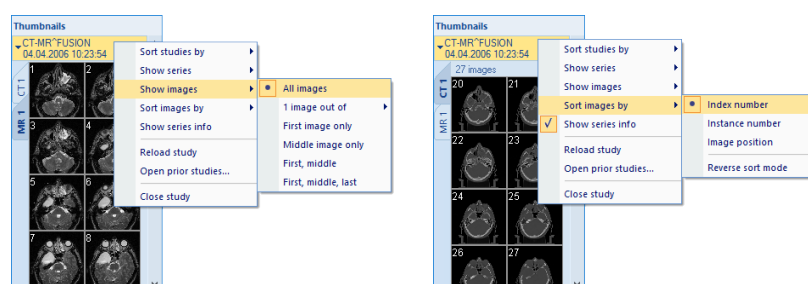 Thumbnails
CT-MR^FUSION
04.04.2006 10:23:54
CT 1
MR 1
1
2
3
4
5
6
7
8
Sort studies by
Show series
Show images
Sort images by
Show series info
Reload study
Open prior studies...
Close study
All images
1 image out of
First image only
Middle image only
First, middle
First, middle, last
Thumbnails
CT-MR^FUSION
04.04.2006 10:23:54
27 images
CT 1
MR 1
20
21
22
23
24
25
26
27
Sort studies by
Show series
Show images
Sort images by
Show series info
Reload study
Open prior studies...
Close study
Index number
Instance number
Image position
Reverse sort mode